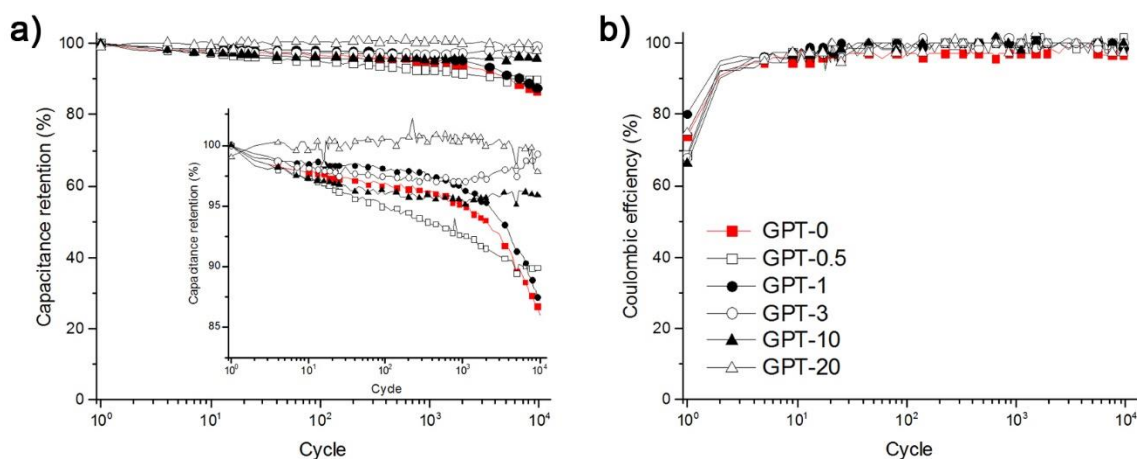 a)
Capacitance retention (%)
100
80
60
40
20
0
10^0
10^1
10^2
10^3
10^4
Cycle
Capacitance retention (%)
100
95
90
85
10^0
10^1
10^2
10^3
10^4
Cycle
b)
Coulombic efficiency (%)
100
80
60
40
20
0
10^0
10^1
10^2
10^3
10^4
Cycle
GPT-0
GPT-0.5
GPT-1
GPT-3
GPT-10
GPT-20